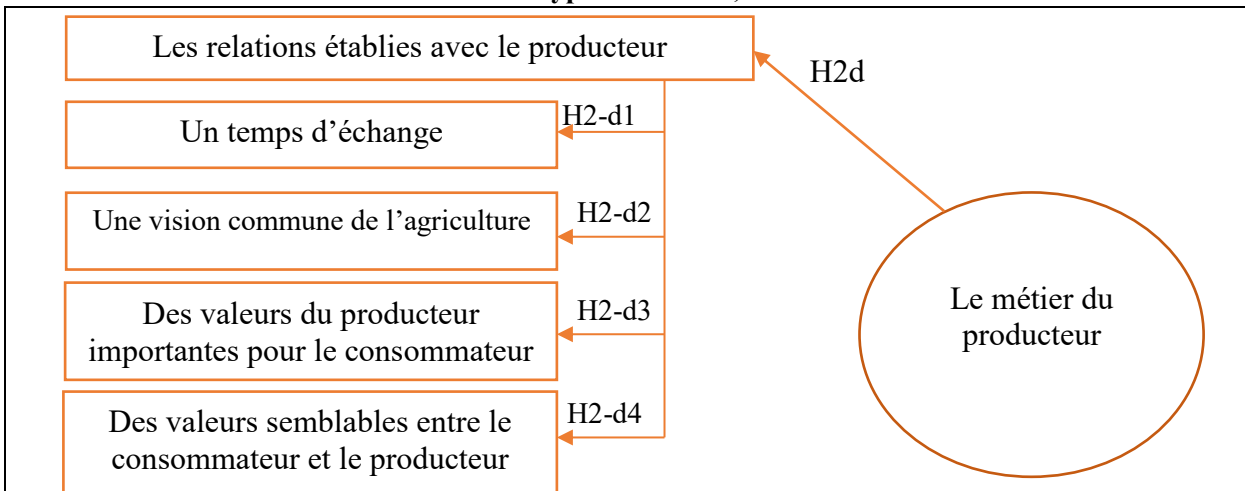 Les relations établies avec le producteur
H2d
H2-d1
Un temps d’échange
Une vision commune de l’agriculture
H2-d2
Des valeurs du producteur
importantes pour le consommateur
H2-d3
Le métier du
producteur
Des valeurs semblables entre le
consommateur et le producteur
H2-d4